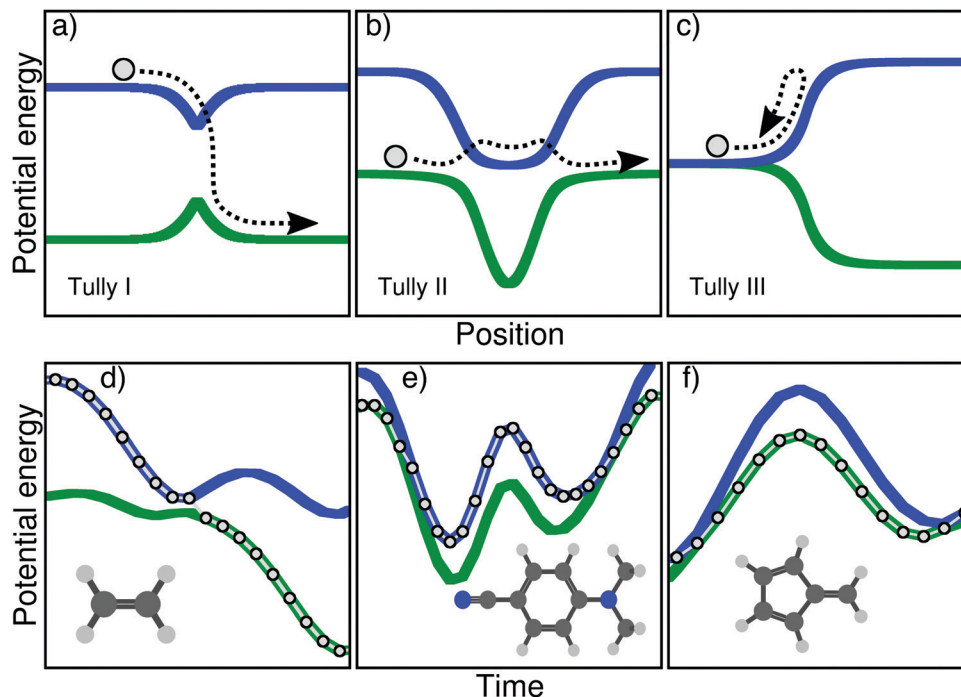 a)
b)
c)
Potential energy
Tully I
Tully II
Tully III
Position
d)
e)
f)
Potential energy
Time